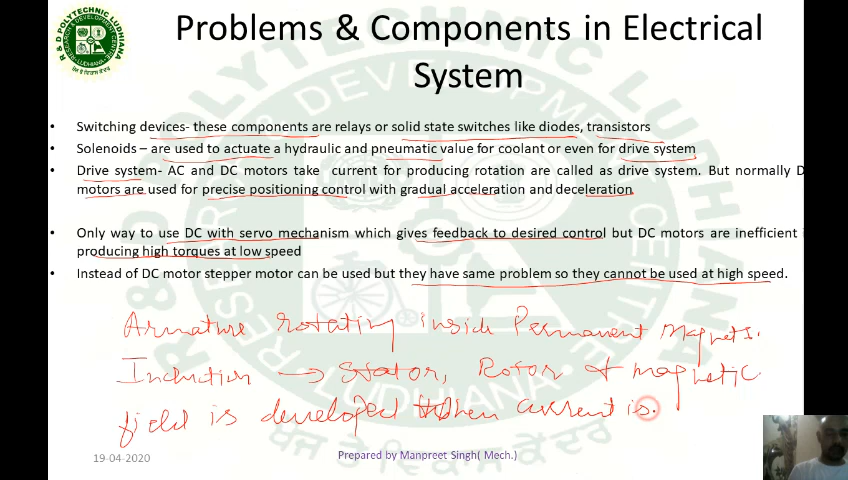 Problems & Components in Electrical
System
• Switching devices- these components are relays or solid state switches like diodes, transistors
• Solenoids – are used to actuate a hydraulic and pneumatic value for coolant or even for drive system
• Drive system- AC and DC motors take current for producing rotation are called as drive system. But normally D
motors are used for precise positioning control with gradual acceleration and deceleration
• Only way to use DC with servo mechanism which gives feedback to desired control but DC motors are inefficient i
producing high torques at low speed
• Instead of DC motor stepper motor can be used but they have same problem so they cannot be used at high speed.
Armature rotating inside Permanent Magnets.
Induction → Stator, Rotor & magnetic
field is developed when current is.
19-04-2020
Prepared by Manpreet Singh( Mech.)
R & D POLYTECHNIC LUDHIANA